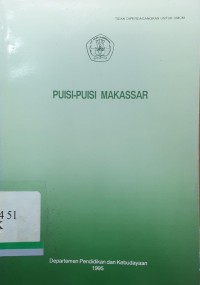 PUISI-PUISI MAKASSAR
4 51
K
Departemen Pendidikan dan Kebudayaan
1995